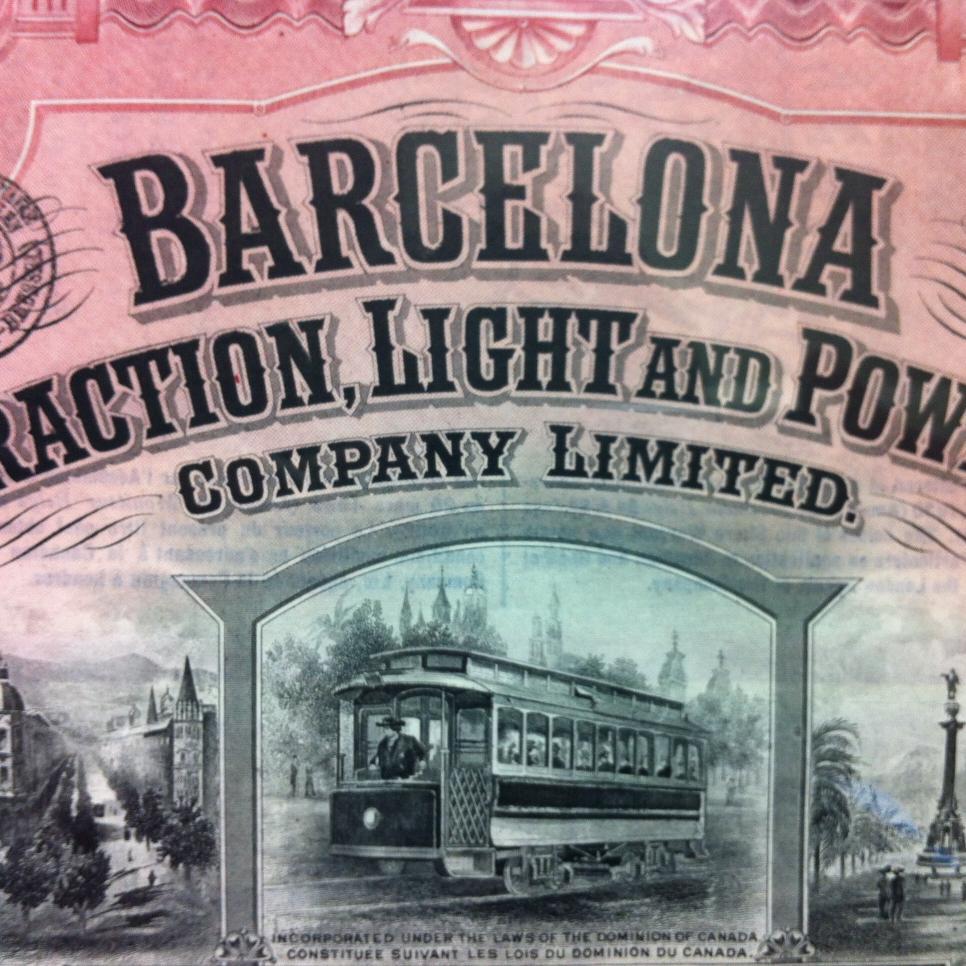 BARCELONA
RACTION, LIGHT AND POW
COMPANY LIMITED.
INCORPORATED UNDER THE LAWS OF THE DOMINION OF CANADA
CONSTITUÉE SUIVANT LES LOIS DU DOMINION DU CANADA.